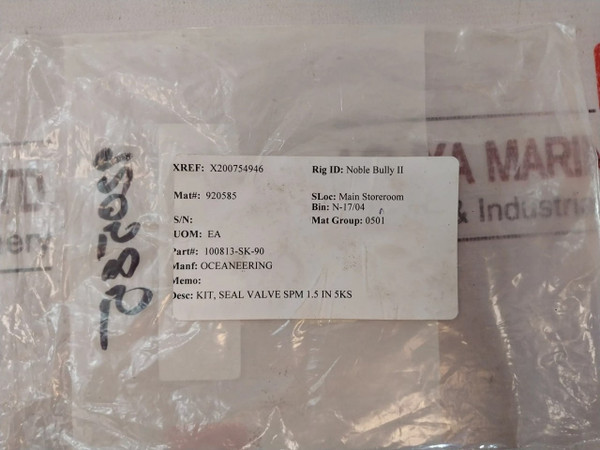 XREF: X200754946
Rig ID: Noble Bully II
Mat#: 920585
SLoc: Main Storeroom
Bin: N-17/04
S/N:
Mat Group: 0501
UOM: EA
Part#: 100813-SK-90
Manf: OCEANEERING
Memo:
Desc: KIT, SEAL VALVE SPM 1.5 IN 5KS
YA MARIN
& Industria